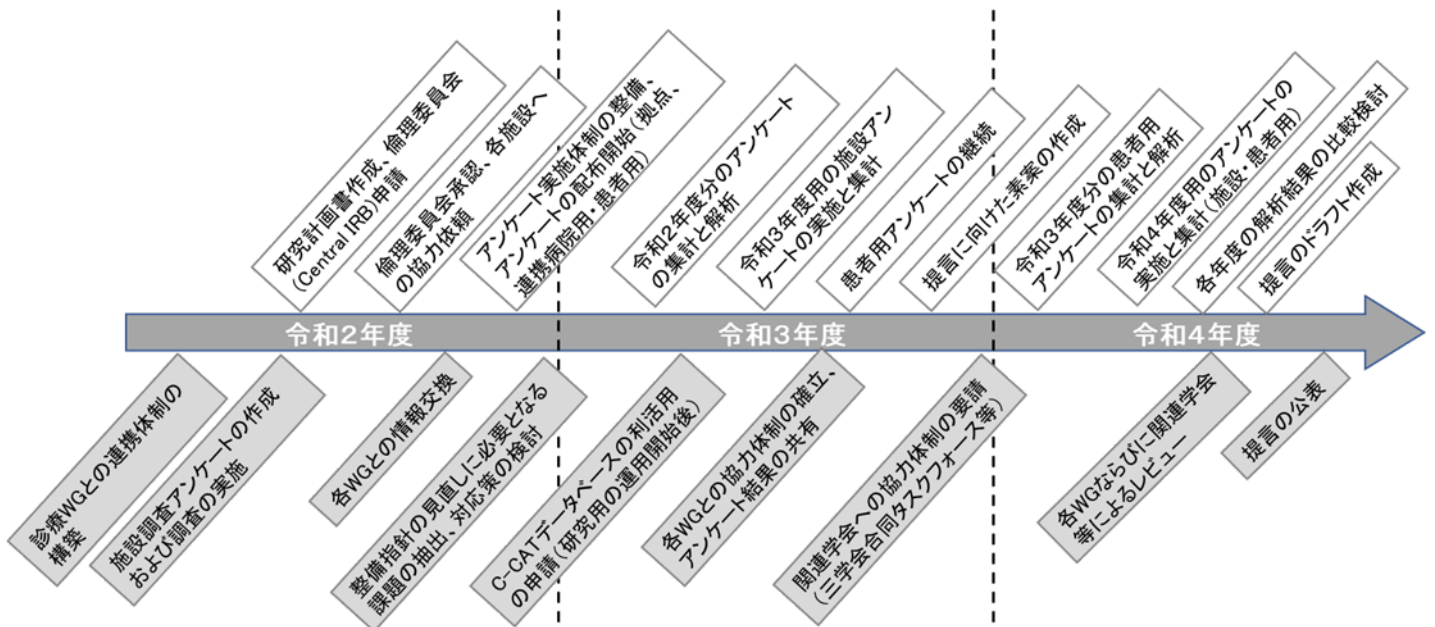 研究計画書作成、倫理委員会
(Central IRB)申請
倫理委員会承認、各施設へ
の協力依頼
アンケート実施体制の整備、
アンケートの配布開始(拠点、
連携病院用・患者用)
令和2年度分のアンケート
の集計と解析
令和3年度用の施設アン
ケートの実施と集計
患者用アンケートの継続
提言に向けた素案の作成
令和3年度分の患者用
アンケートの集計と解析
令和4年度用のアンケートの
実施と集計(施設・患者用)
各年度の解析結果の比較検討
提言のドラフト作成
令和2年度
令和3年度
令和4年度
診療WGとの連携体制の
構築
施設調査アンケートの作成
および調査の実施
各WGとの情報交換
整備指針の見直しに必要となる
課題の抽出、対応策の検討
C-CATデータベースの利活用
の申請(研究用の運用開始後)
各WGとの協力体制の確立、
アンケート結果の共有
関連学会への協力体制の要請
(三学会合同タスクフォース等)
各WGならびに関連学会
等によるレビュー
提言の公表